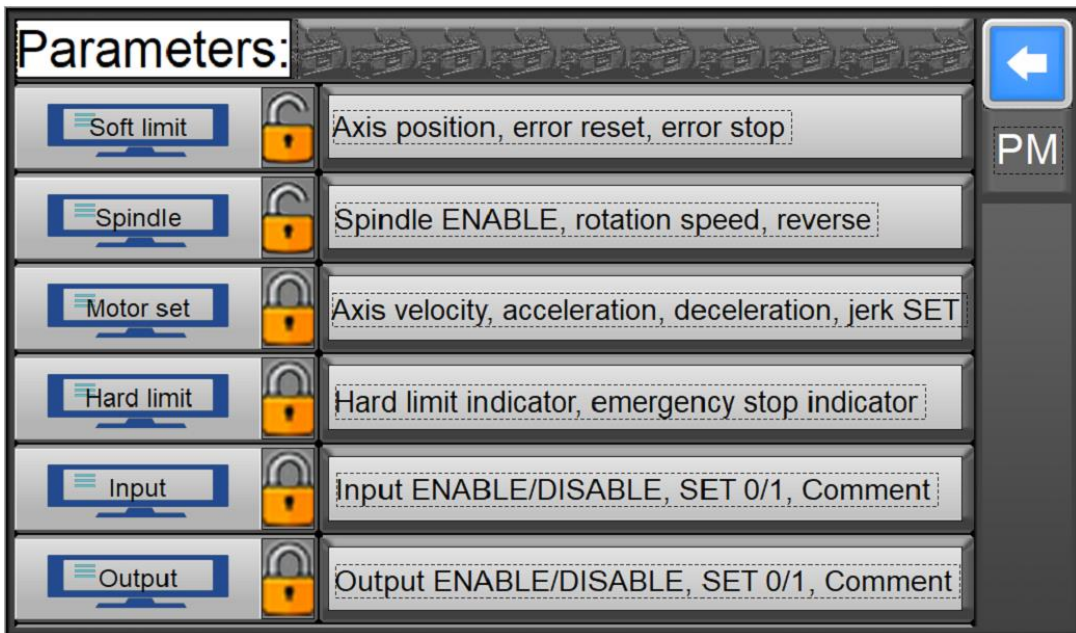 Parameters:
Soft limit
Axis position, error reset, error stop
PM
Spindle
Spindle ENABLE, rotation speed, reverse
Motor set
Axis velocity, acceleration, deceleration, jerk SET
Hard limit
Hard limit indicator, emergency stop indicator
Input
Input ENABLE/DISABLE, SET 0/1, Comment
Output
Output ENABLE/DISABLE, SET 0/1, Comment